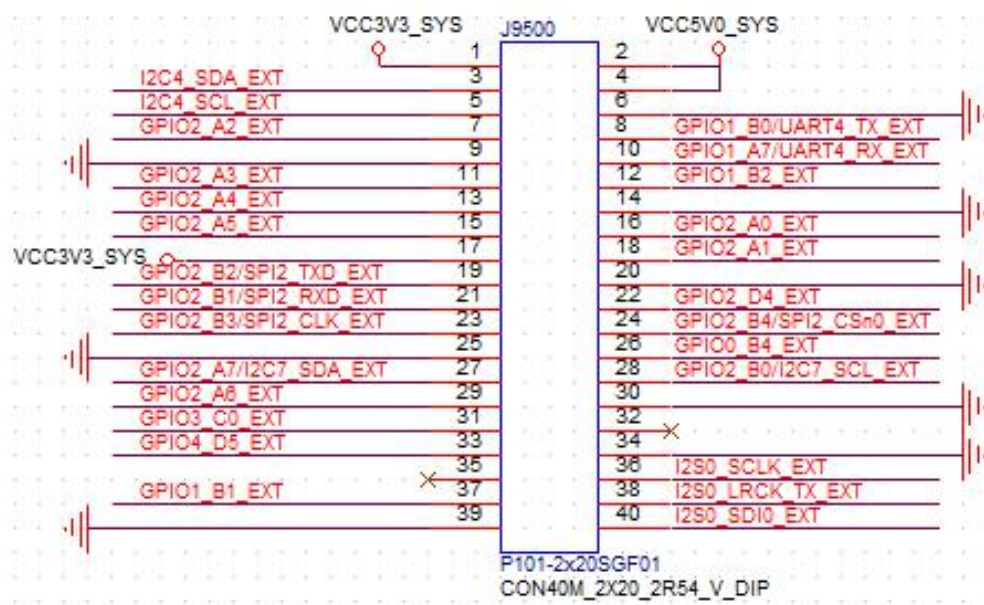 VCC3V3_SYS J9500 VCC5V0_SYS
1 2
I2C4_SDA_EXT 3 4
I2C4_SCL_EXT 5 6
GPIO2_A2_EXT 7 8 GPIO1_B0/UART4_TX_EXT
9 10 GPIO1_A7/UART4_RX_EXT
GPIO2_A3_EXT 11 12 GPIO1_B2_EXT
GPIO2_A4_EXT 13 14
GPIO2_A5_EXT 15 16 GPIO2_A0_EXT
VCC3V3_SYS 17 18 GPIO2_A1_EXT
GPIO2_B2/SPI2_TXD_EXT 19 20
GPIO2_B1/SPI2_RXD_EXT 21 22 GPIO2_D4_EXT
GPIO2_B3/SPI2_CLK_EXT 23 24 GPIO2_B4/SPI2_CSn0_EXT
25 26 GPIO0_B4_EXT
GPIO2_A7/I2C7_SDA_EXT 27 28 GPIO2_B0/I2C7_SCL_EXT
GPIO2_A6_EXT 29 30
GPIO3_C0_EXT 31 32
GPIO4_D5_EXT 33 34
35 36 I2S0_SCLK_EXT
GPIO1_B1_EXT 37 38 I2S0_LRCK_TX_EXT
39 40 I2S0_SDI0_EXT
P101-2x20SGF01
CON40M_2X20_2R54_V_DIP